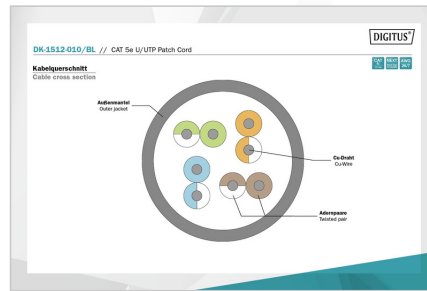 DIGITUS®
DK-1512-010/BL // CAT 5e U/UTP Patch Cord
Kabelquerschnitt
Cable cross section
Außenmantel
Outer jacket
Cu-Draht
Cu-Wire
Adernpaare
Twisted pair